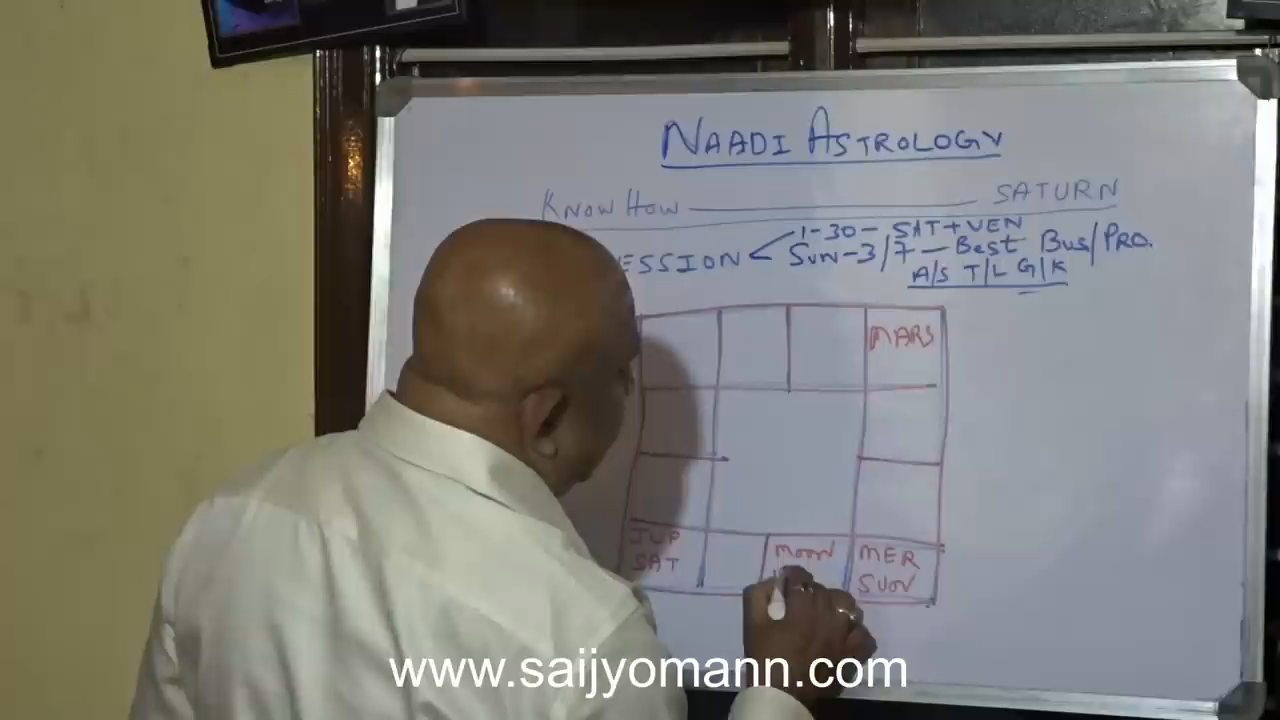 NAADI ASTROLOGY
KNOW HOW ———— SATURN
ESSION < 1-30- SAT+VEN
SUN-3/7 - Best Bus/PRO.
A/S T/L G/K
MARS
JUP
SAT
MOON
MER
SUN
www.saijyomann.com